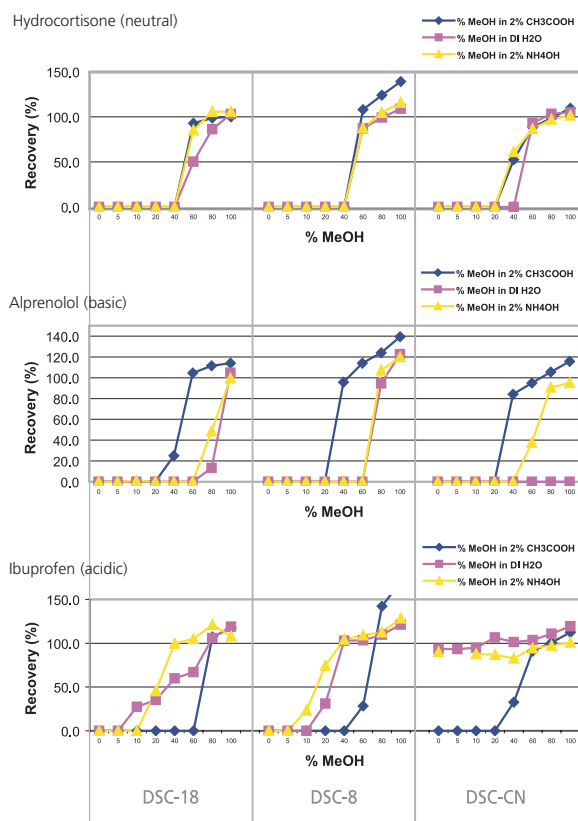 Hydrocortisone (neutral)
% MeOH in 2% CH3COOH
% MeOH in DI H2O
% MeOH in 2% NH4OH
Recovery (%)
150.0
100.0
50.0
0.0
0 5 10 20 40 60 80 100 0 5 10 20 40 60 80 100 0 5 10 20 40 60 80 100
% MeOH
Alprenolol (basic)
% MeOH in 2% CH3COOH
% MeOH in DI H2O
% MeOH in 2% NH4OH
Recovery (%)
140.0
120.0
100.0
80.0
60.0
40.0
20.0
0.0
0 5 10 20 40 60 80 100 0 5 10 20 40 60 80 100 0 5 10 20 40 60 80 100
% MeOH
Ibuprofen (acidic)
% MeOH in 2% CH3COOH
% MeOH in DI H2O
% MeOH in 2% NH4OH
Recovery (%)
150.0
100.0
50.0
0.0
0 5 10 20 40 60 80 100 0 5 10 20 40 60 80 100 0 5 10 20 40 60 80 100
% MeOH
DSC-18 DSC-8 DSC-CN